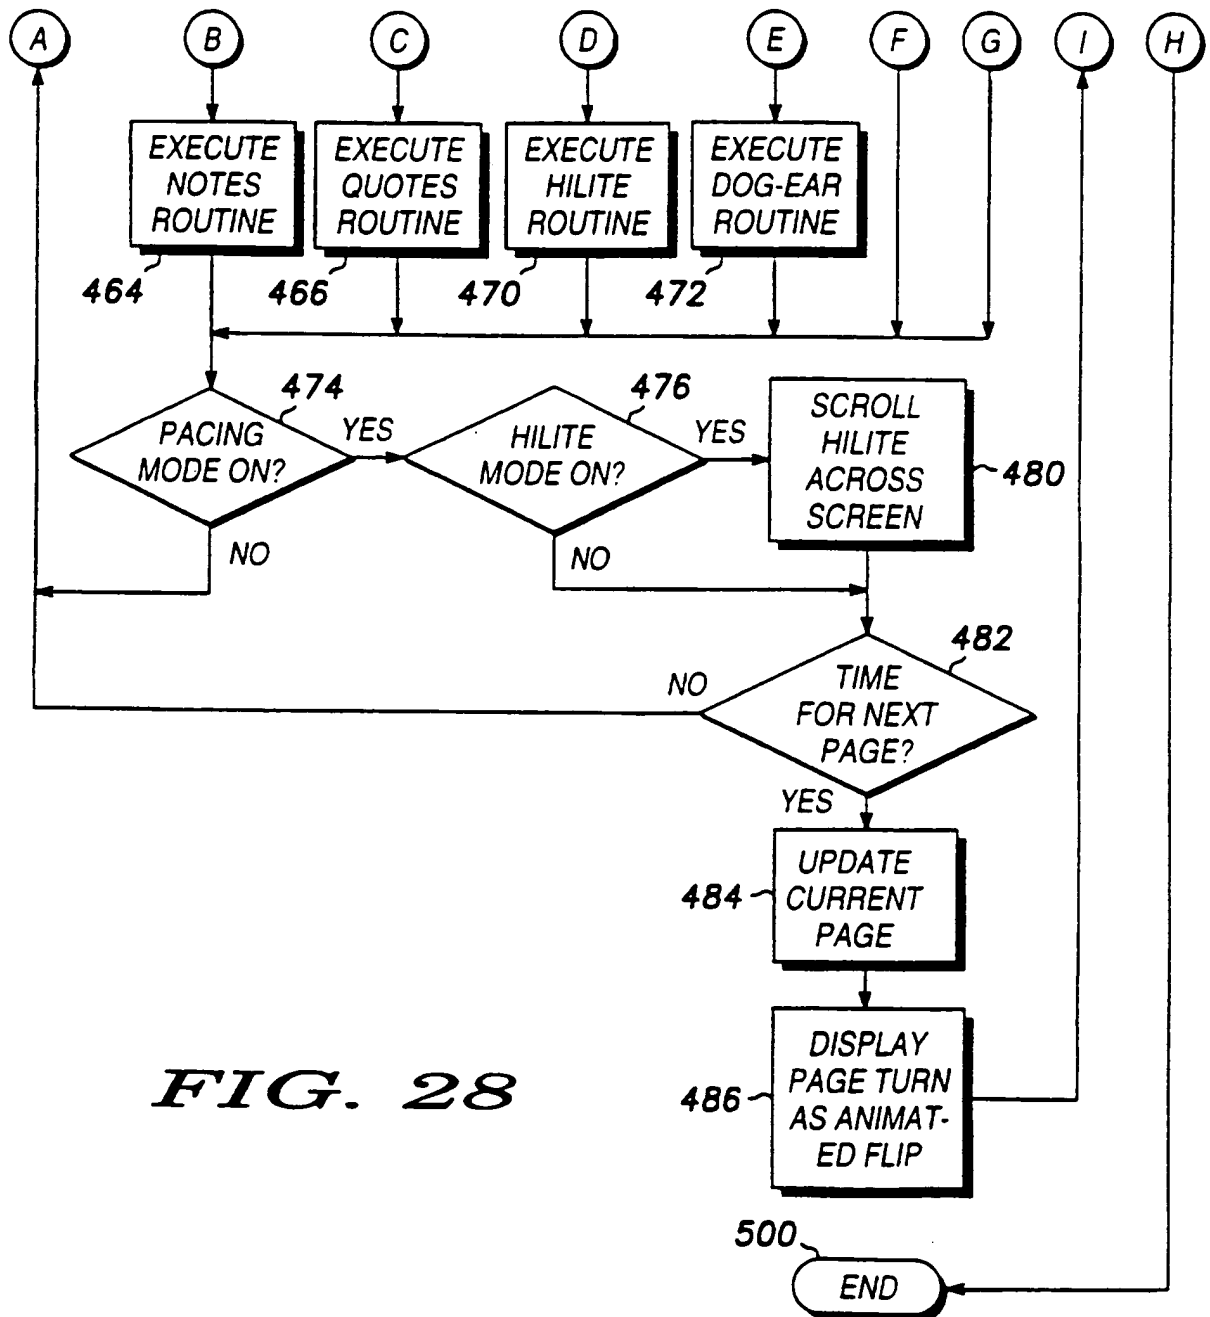 A B C D E F G I H
EXECUTE
NOTES
ROUTINE
464
EXECUTE
QUOTES
ROUTINE
466
EXECUTE
HILITE
ROUTINE
470
EXECUTE
DOG-EAR
ROUTINE
472
PACING
MODE ON?
474
YES
NO
HILITE
MODE ON?
476
YES
NO
SCROLL
HILITE
ACROSS
SCREEN
480
TIME
FOR NEXT
PAGE?
482
NO
YES
UPDATE
CURRENT
PAGE
484
DISPLAY
PAGE TURN
AS ANIMAT-
ED FLIP
486
FIG. 28
500
END